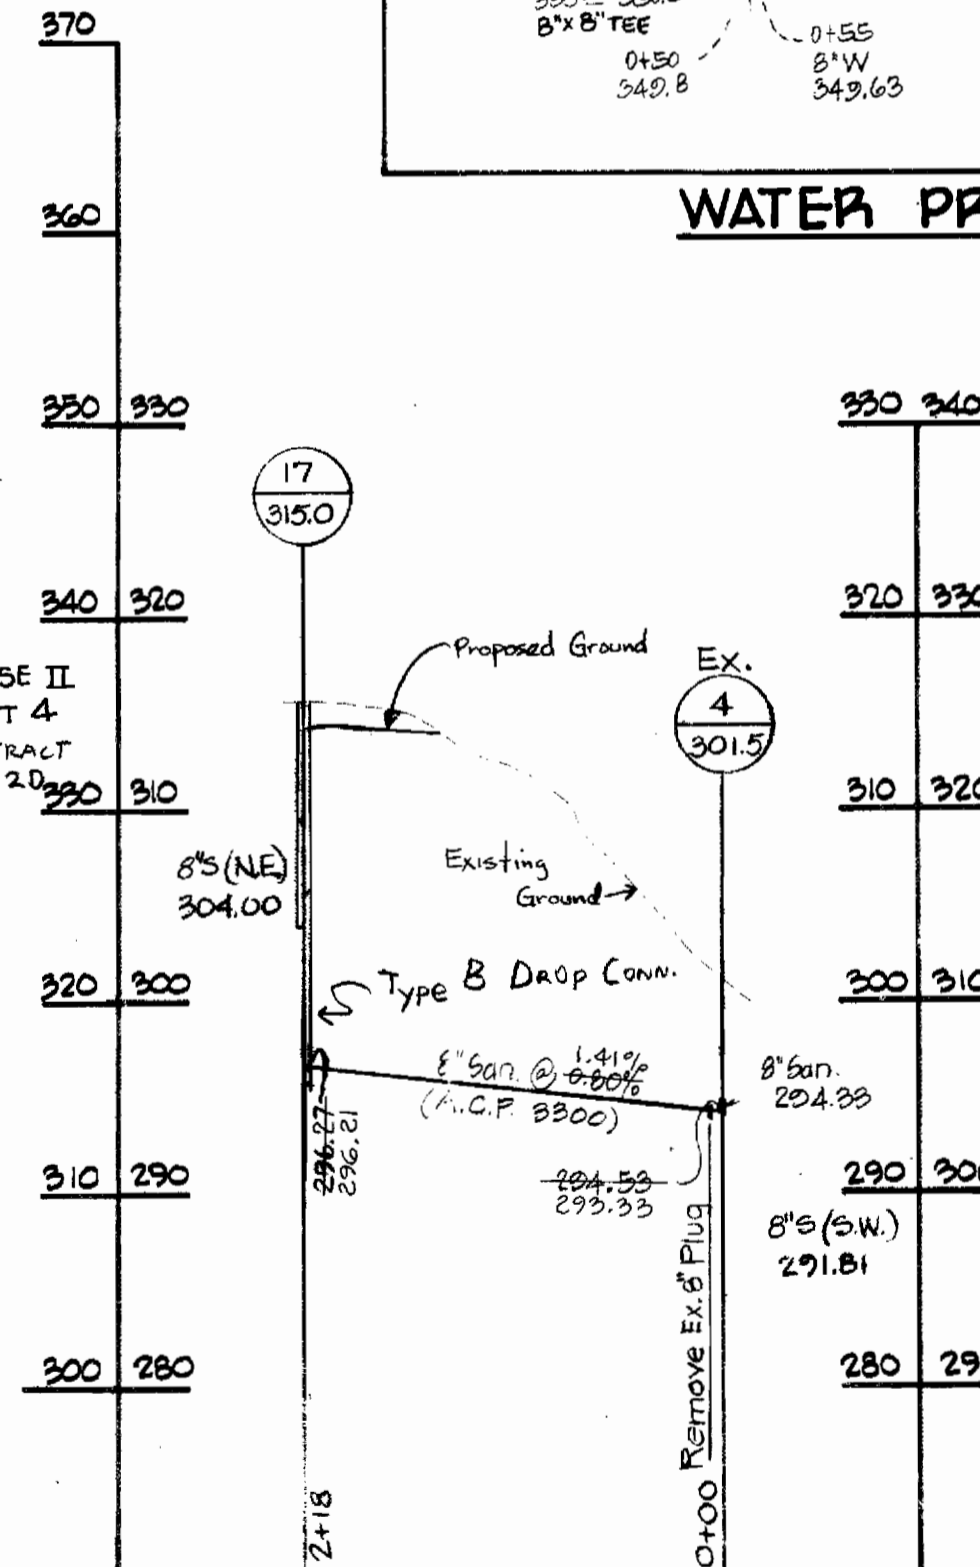 370
8"X 8" TEE
0+50
349.8
0+55
8"W
349.63
WATER
360
350 330
330 340
17
315.0
340 320
320 330
Proposed Ground
Ex.
4
301.5
SE II
T 4
RACT
2D
330 310
310 320
8"S (N.E.)
304.00
Existing
Ground
320 300
300 310
Type B DROP CONN.
8" San. @ 1.41%
0.80%
(A.C.P. 3300)
8" San.
294.33
296.27
296.21
310 290
290
294.53
293.33
8"S (S.W.)
291.81
Remove Ex. 8" Plug
300 280
280
2+18
0+00